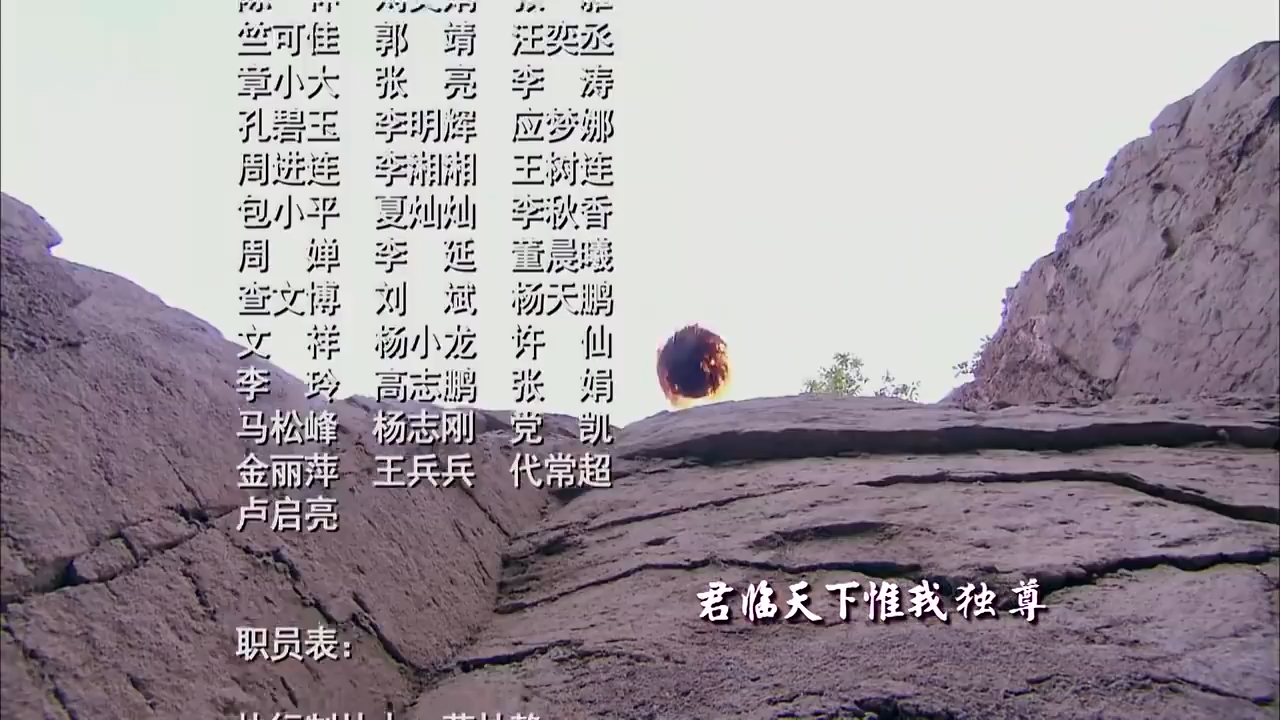 竺可佳 郭 靖 汪奕丞
章小大 张 亮 李 涛
孔碧玉 李明辉 应梦娜
周进连 李湘湘 王树连
包小平 夏灿灿 李秋香
周 婵 李 延 董晨曦
查文博 刘 斌 杨天鹏
文 祥 杨小龙 许 仙
李 玲 高志鹏 张 娟
马松峰 杨志刚 党 凯
金丽萍 王兵兵 代常超
卢启亮
君临天下惟我独尊
职员表：